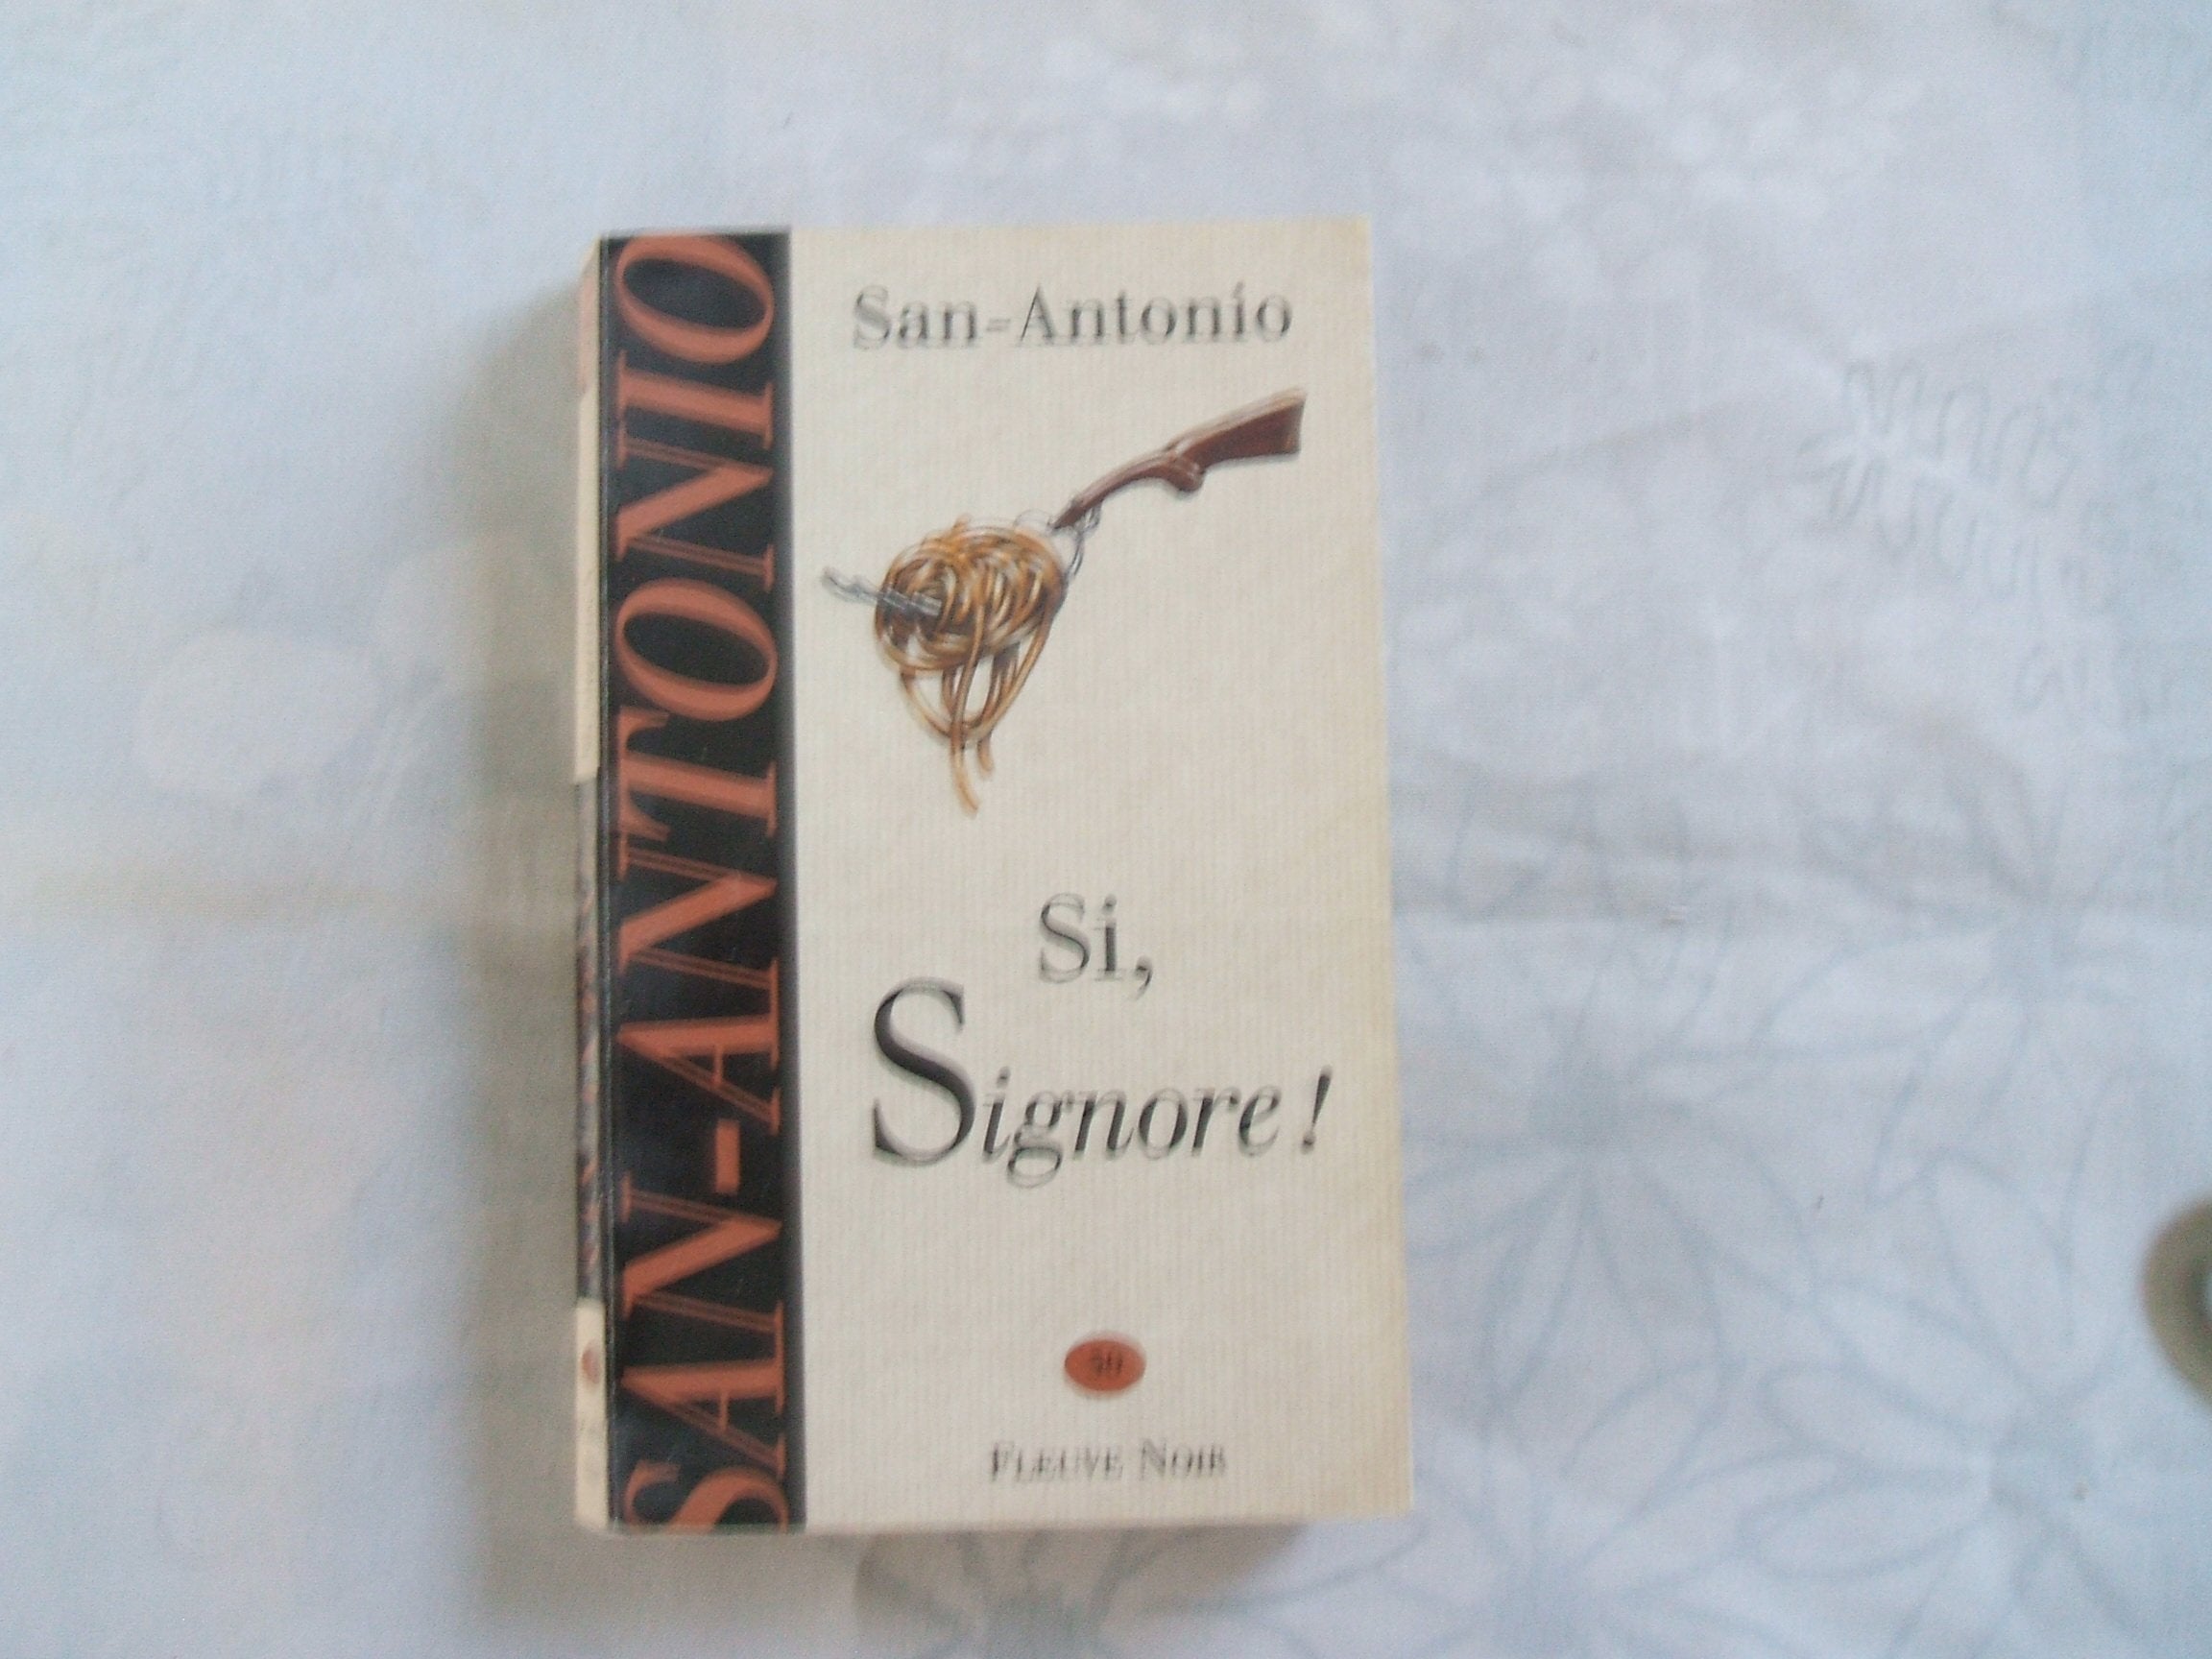 SAN-ANTONIO
San-Antonio
Si,
Signore !
FLEUVE NOIR